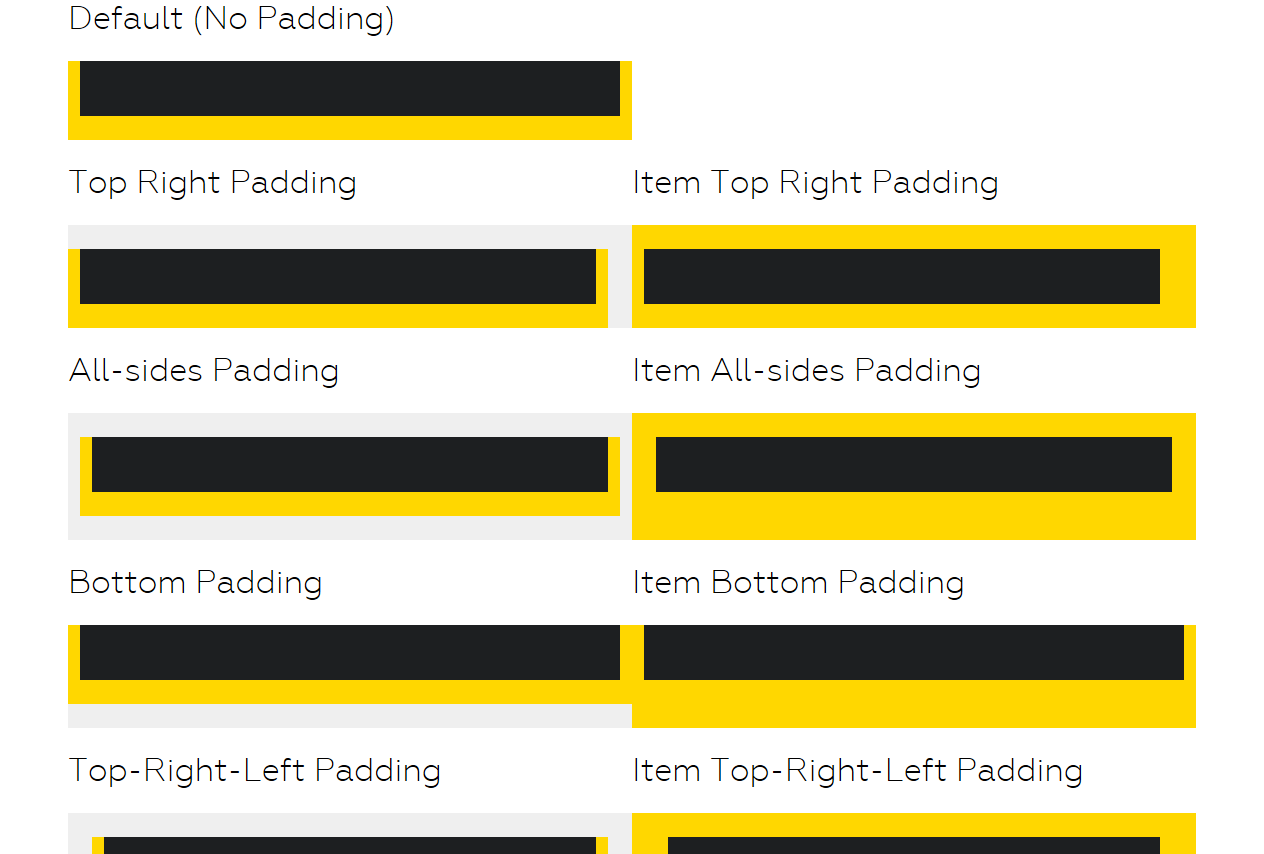 Default (No Padding)
Top Right Padding
Item Top Right Padding
All-sides Padding
Item All-sides Padding
Bottom Padding
Item Bottom Padding
Top-Right-Left Padding
Item Top-Right-Left Padding